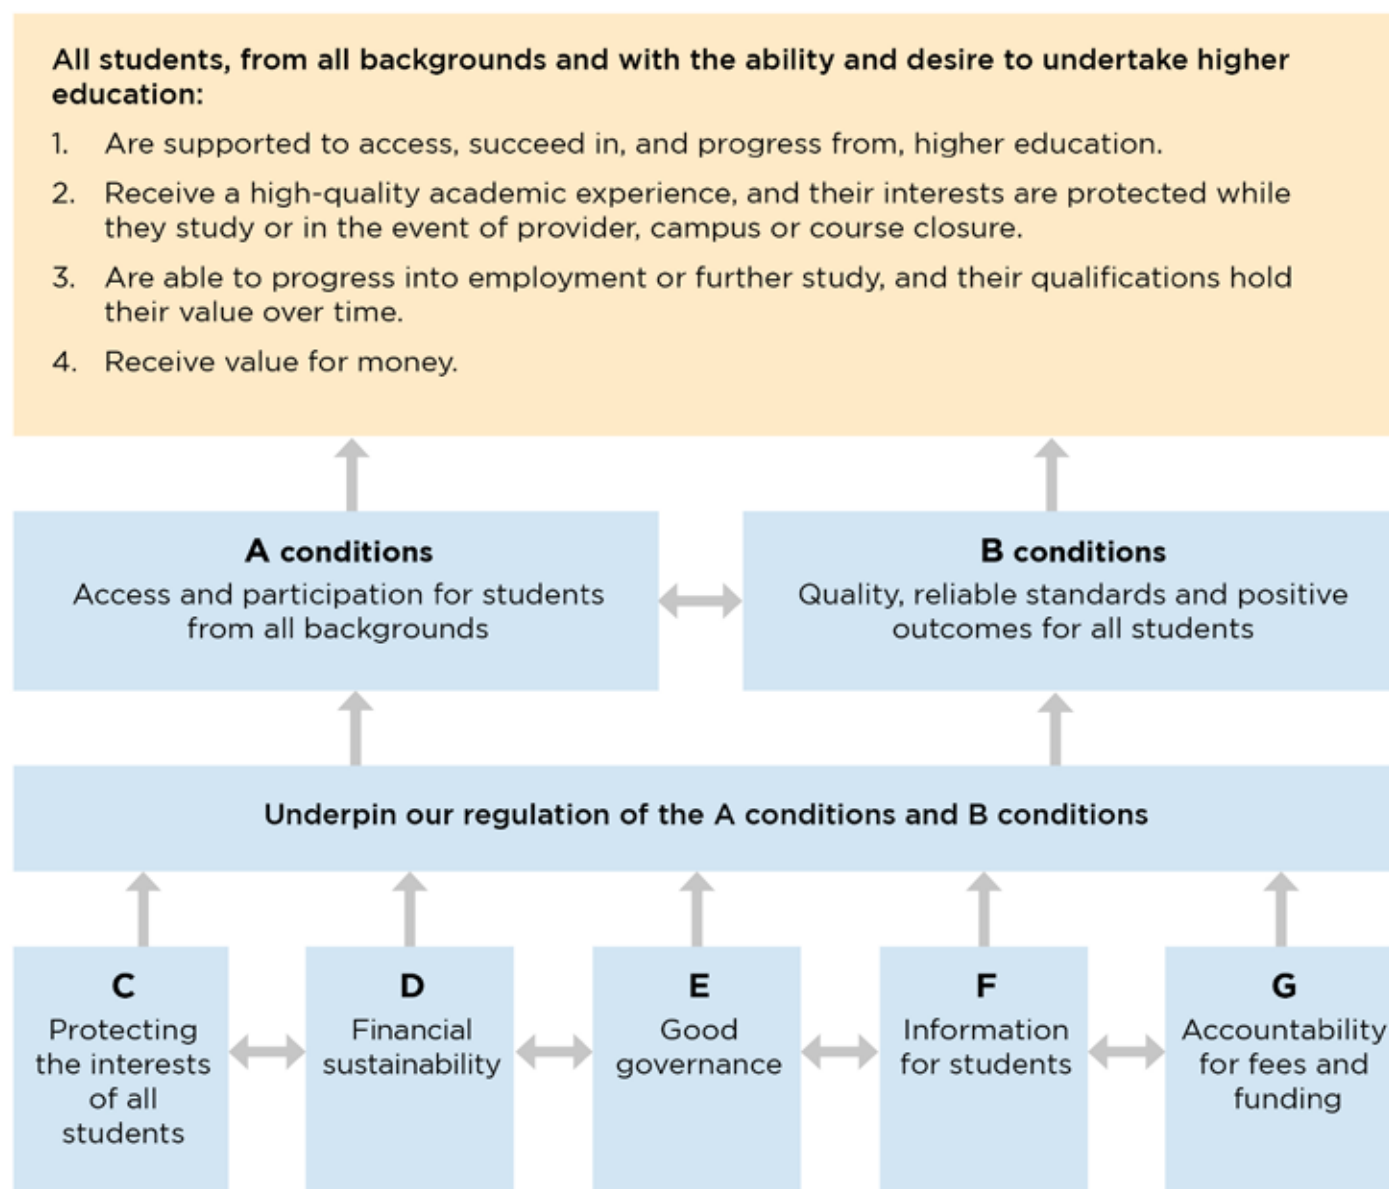 All students, from all backgrounds and with the ability and desire to undertake higher
education:
1. Are supported to access, succeed in, and progress from, higher education.
2. Receive a high-quality academic experience, and their interests are protected while
they study or in the event of provider, campus or course closure.
3. Are able to progress into employment or further study, and their qualifications hold
their value over time.
4. Receive value for money.
A conditions
Access and participation for students
from all backgrounds
B conditions
Quality, reliable standards and positive
outcomes for all students
Underpin our regulation of the A conditions and B conditions
C
Protecting
the interests
of all
students
D
Financial
sustainability
E
Good
governance
F
Information
for students
G
Accountability
for fees and
funding